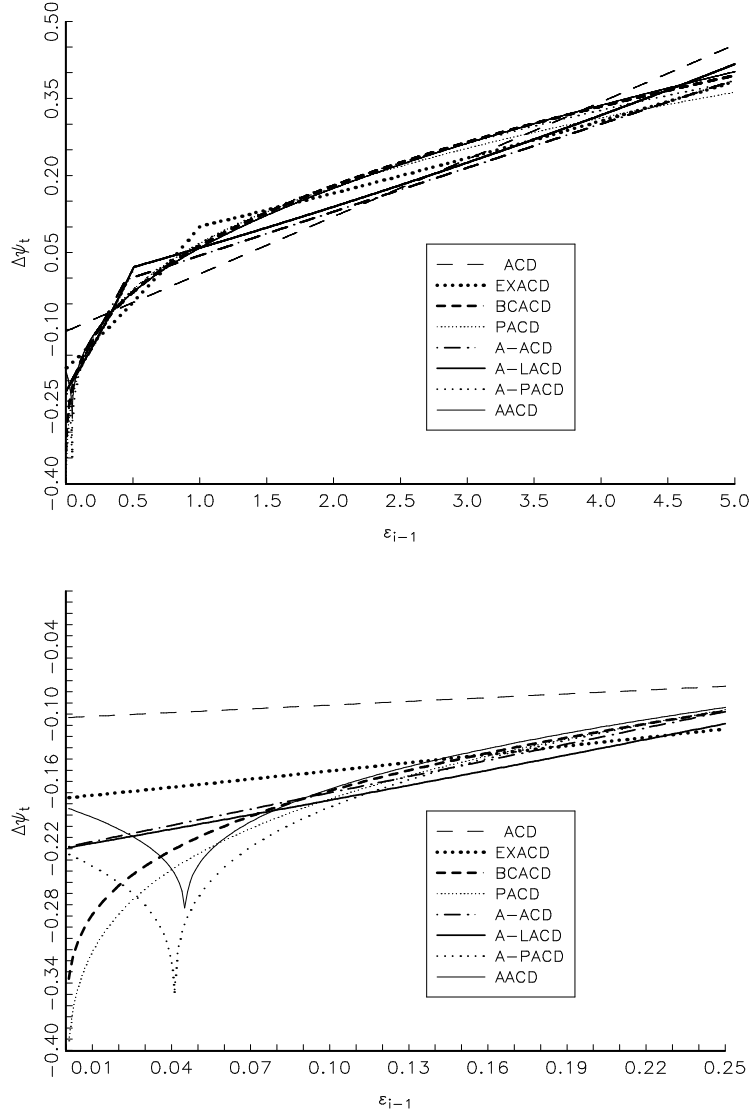 0.50
0.35
0.20
0.05
−0.10
−0.25
−0.40
Δψt
0.0 0.5 1.0 1.5 2.0 2.5 3.0 3.5 4.0 4.5 5.0
εi−1
ACD
EXACD
BCACD
PACD
A−ACD
A−LACD
A−PACD
AACD
−0.04
−0.10
−0.16
−0.22
−0.28
−0.34
−0.40
Δψt
0.01 0.04 0.07 0.10 0.13 0.16 0.19 0.22 0.25
εi−1
ACD
EXACD
BCACD
PACD
A−ACD
A−LACD
A−PACD
AACD